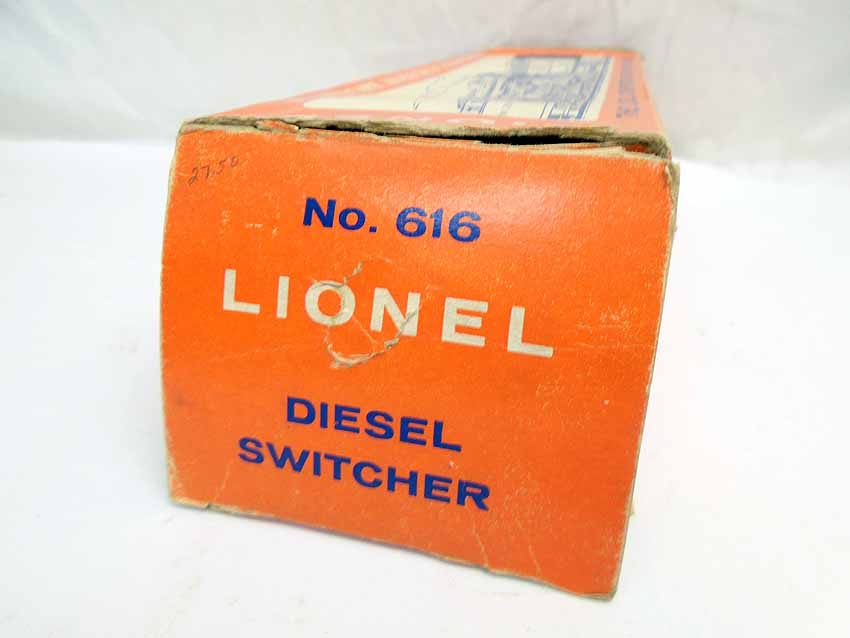 27.50
No. 616
LIONEL
DIESEL
SWITCHER